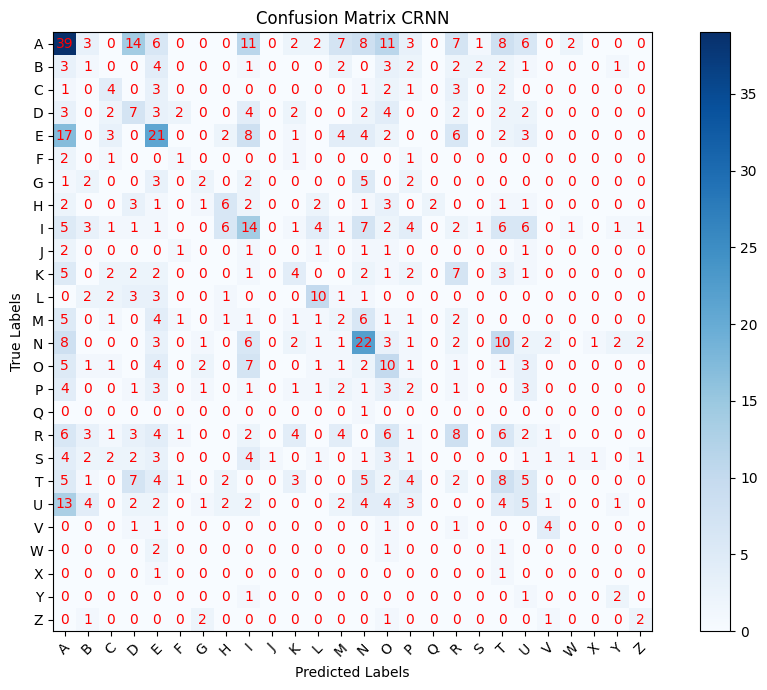 Confusion Matrix CRNN
True Labels
A 39 3 0 14 6 0 0 0 11 0 2 2 7 8 11 3 0 7 1 8 6 0 2 0 0 0
B 3 1 0 0 4 0 0 0 1 0 0 0 2 0 3 2 0 2 2 2 1 0 0 0 1 0
C 1 0 4 0 3 0 0 0 0 0 0 0 0 1 2 1 0 3 0 2 0 0 0 0 0 0
D 3 0 2 7 3 2 0 0 4 0 2 0 0 2 4 0 0 2 0 2 2 0 0 0 0 0
E 17 0 3 0 21 0 0 2 8 0 1 0 4 4 2 0 0 6 0 2 3 0 0 0 0 0
F 2 0 1 0 0 1 0 0 0 0 1 0 0 0 0 1 0 0 0 0 0 0 0 0 0 0
G 1 2 0 0 3 0 2 0 2 0 0 0 0 5 0 2 0 0 0 0 0 0 0 0 0 0
H 2 0 0 3 1 0 1 6 2 0 0 2 0 1 3 0 2 0 0 1 1 0 0 0 0 0
I 5 3 1 1 1 0 0 6 14 0 1 4 1 7 2 4 0 2 1 6 6 0 1 0 1 1
J 2 0 0 0 0 1 0 0 1 0 0 1 0 1 1 0 0 0 0 0 1 0 0 0 0 0
K 5 0 2 2 2 0 0 0 1 0 4 0 0 2 1 2 0 7 0 3 1 0 0 0 0 0
L 0 2 2 3 3 0 0 1 0 0 0 10 1 1 0 0 0 0 0 0 0 0 0 0 0 0
M 5 0 1 0 4 1 0 1 1 0 1 1 2 6 1 1 0 2 0 0 0 0 0 0 0 0
N 8 0 0 0 3 0 1 0 6 0 2 1 1 22 3 1 0 2 0 10 2 2 0 1 2 2
O 5 1 1 0 4 0 2 0 7 0 0 1 1 2 10 1 0 1 0 1 3 0 0 0 0 0
P 4 0 0 1 3 0 1 0 1 0 1 1 2 1 3 2 0 1 0 0 3 0 0 0 0 0
Q 0 0 0 0 0 0 0 0 0 0 0 0 0 1 0 0 0 0 0 0 0 0 0 0 0 0
R 6 3 1 3 4 1 0 0 2 0 4 0 4 0 6 1 0 8 0 6 2 1 0 0 0 0
S 4 2 2 2 3 0 0 0 4 1 0 1 0 1 3 1 0 0 0 0 1 1 1 1 0 1
T 5 1 0 7 4 1 0 2 0 0 3 0 0 5 2 4 0 2 0 8 5 0 0 0 0 0
U 13 4 0 2 2 0 1 2 2 0 0 0 2 4 4 3 0 0 0 4 5 1 0 0 1 0
V 0 0 0 1 1 0 0 0 0 0 0 0 0 0 1 0 0 1 0 0 0 4 0 0 0 0
W 0 0 0 0 2 0 0 0 0 0 0 0 0 0 1 0 0 0 0 1 0 0 0 0 0 0
X 0 0 0 0 1 0 0 0 0 0 0 0 0 0 0 0 0 0 0 1 0 0 0 0 0 0
Y 0 0 0 0 0 0 0 0 1 0 0 0 0 0 0 0 0 0 0 0 1 0 0 0 2 0
Z 0 1 0 0 0 0 2 0 0 0 0 0 0 0 1 0 0 0 0 0 0 1 0 0 0 2
A B C D E F G H I J K L M N O P Q R S T U V W X Y Z
Predicted Labels
35
30
25
20
15
10
5
0